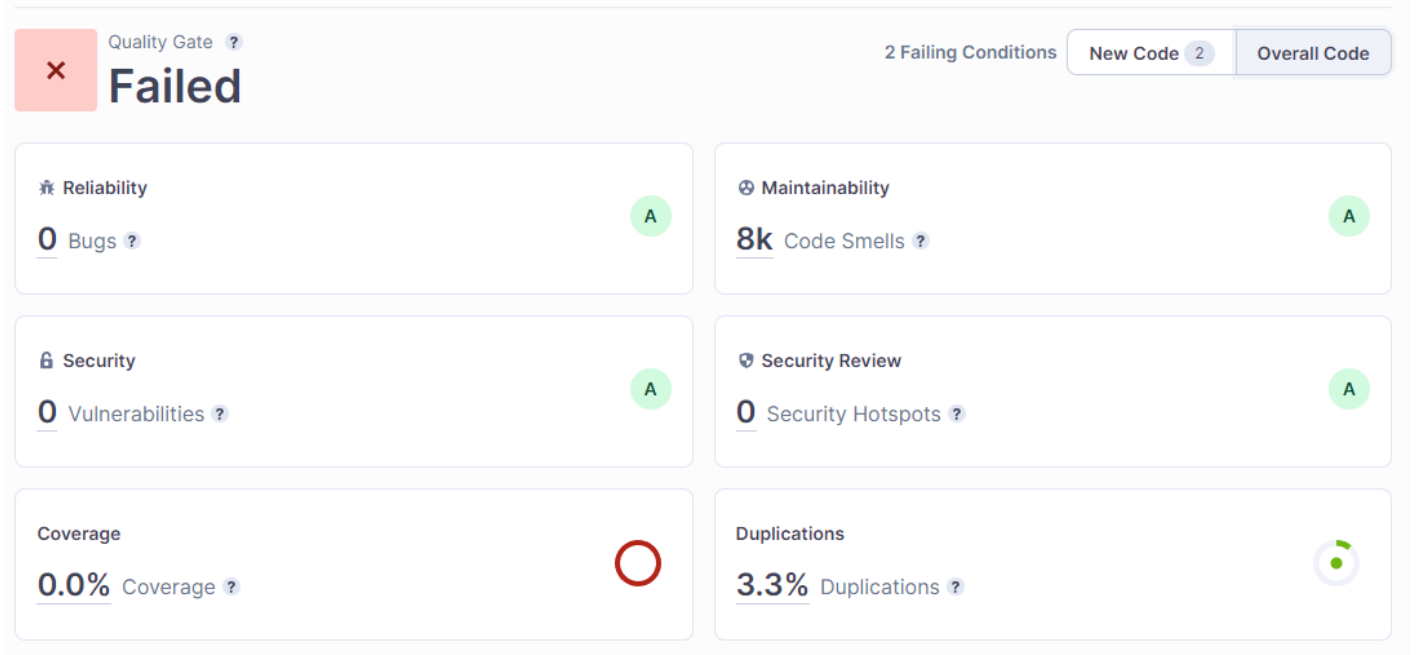 Quality Gate ?
Failed
2 Failing Conditions New Code 2 Overall Code
Reliability
0 Bugs ?
A
Maintainability
8k Code Smells ?
A
Security
0 Vulnerabilities ?
A
Security Review
0 Security Hotspots ?
A
Coverage
0.0% Coverage ?
Duplications
3.3% Duplications ?